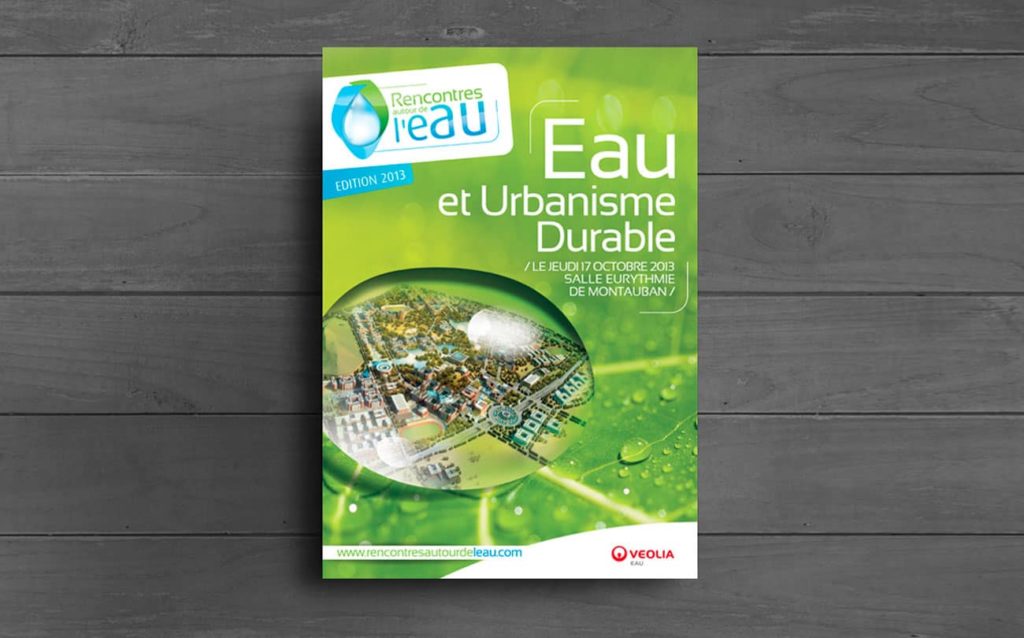 Rencontres
autour de
l'eau
EDITION 2013
Eau
et Urbanisme
Durable
/ LE JEUDI 17 OCTOBRE 2013
SALLE EURYTHMIE
DE MONTAUBAN /
www.rencontresautourdeleau.com
VEOLIA
EAU